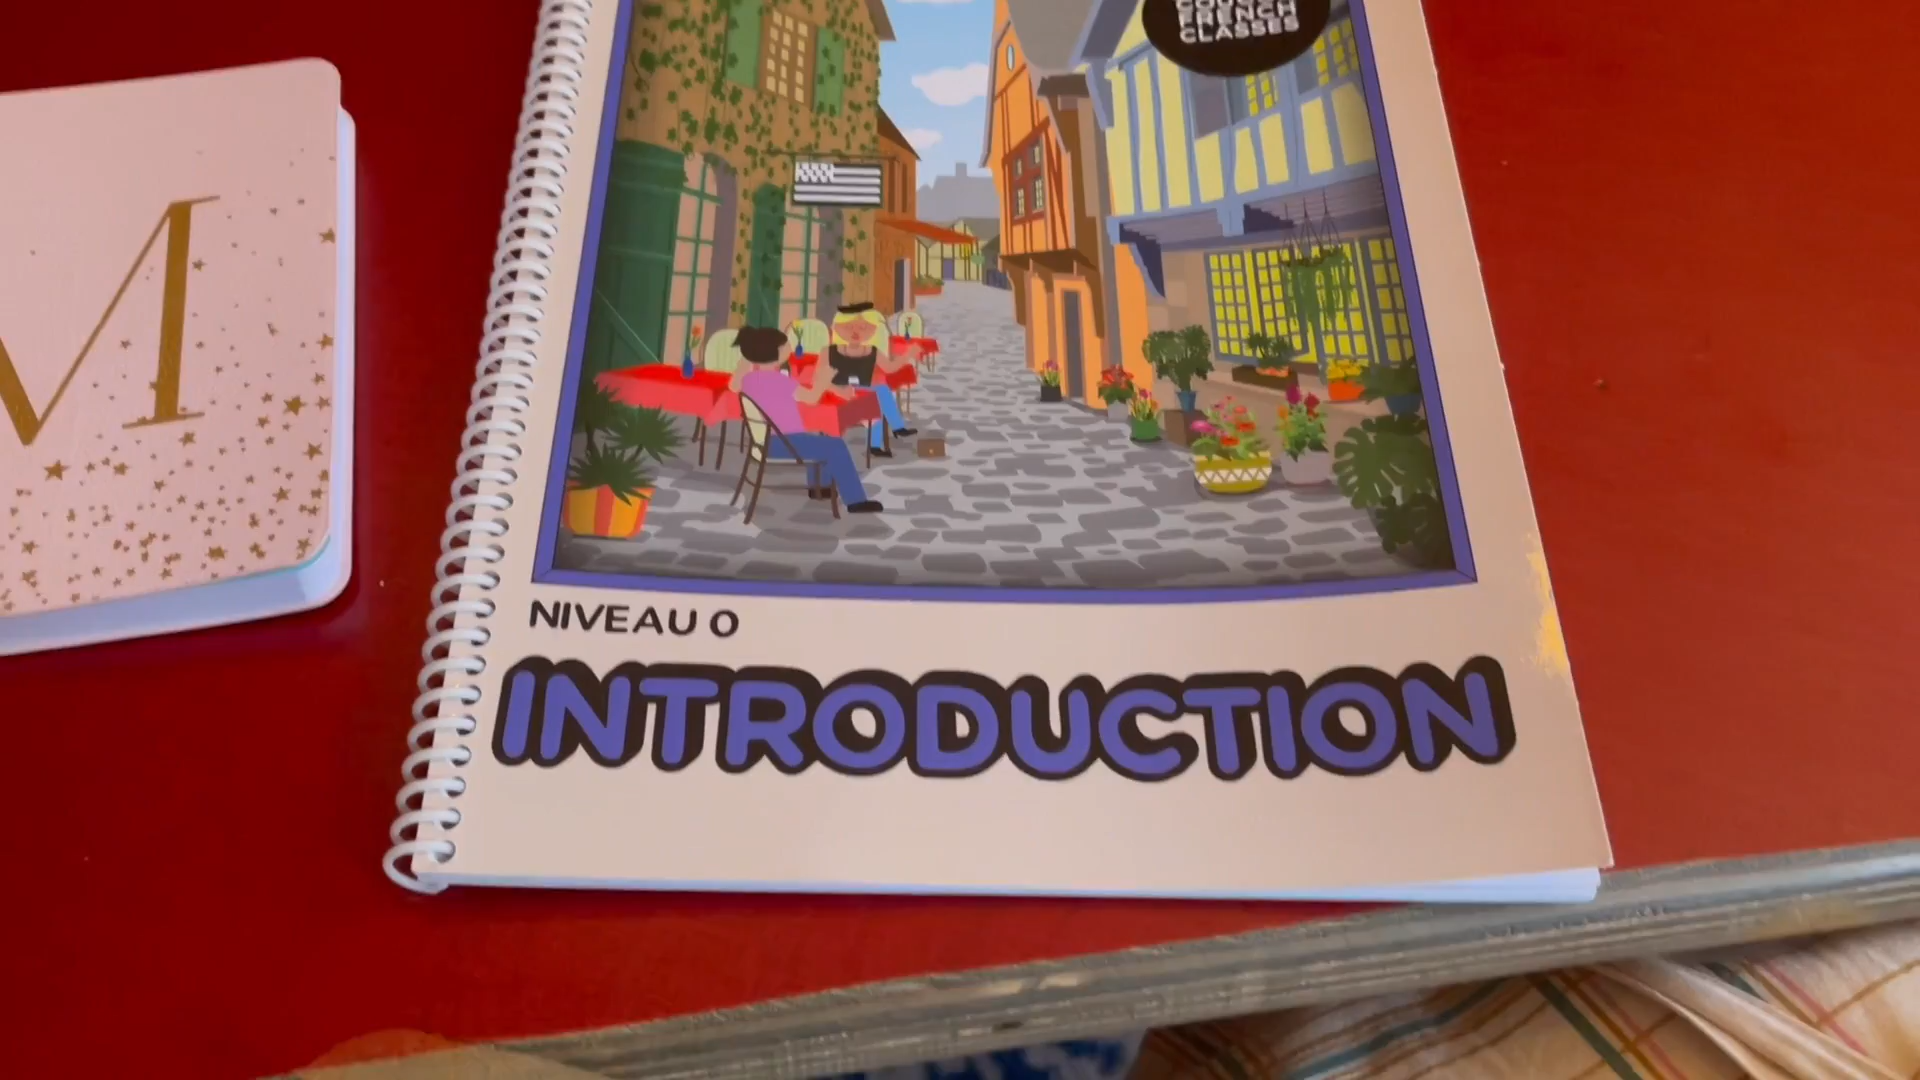 M
FRENCH
CLASSES
NIVEAU 0
INTRODUCTION